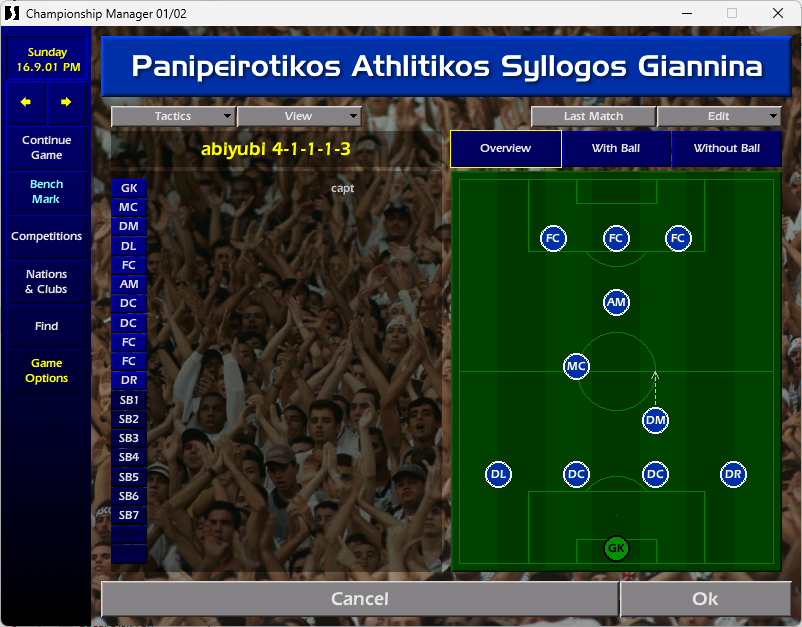 Championship Manager 01/02
Sunday
16.9.01 PM
Panipeirotikos Athlitikos Syllogos Giannina
Tactics
View
Last Match
Edit
Continue
Game
Bench
Mark
Competitions
Nations
& Clubs
Find
Game
Options
abiyubi 4-1-1-1-3
Overview
With Ball
Without Ball
GK
capt
MC
DM
DL
FC
AM
DC
DC
FC
FC
DR
SB1
SB2
SB3
SB4
SB5
SB6
SB7
FC FC FC
AM
MC
DM
DL DC DC DR
GK
Cancel
Ok